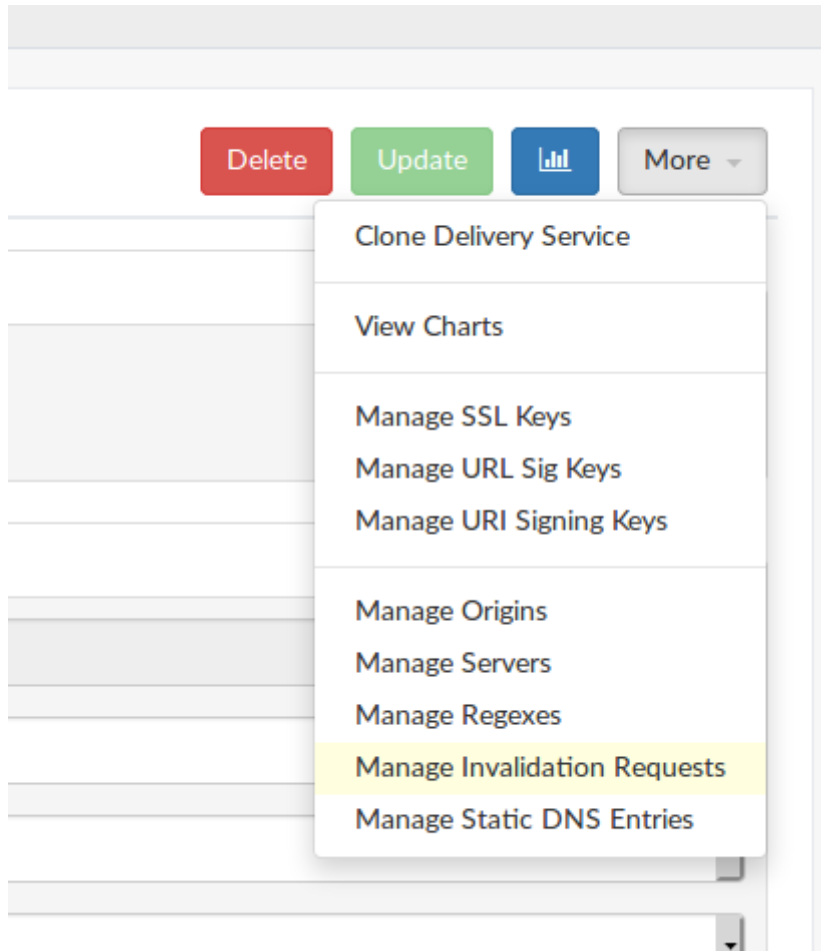 Delete Update More
Clone Delivery Service
View Charts
Manage SSL Keys
Manage URL Sig Keys
Manage URI Signing Keys
Manage Origins
Manage Servers
Manage Regexes
Manage Invalidation Requests
Manage Static DNS Entries